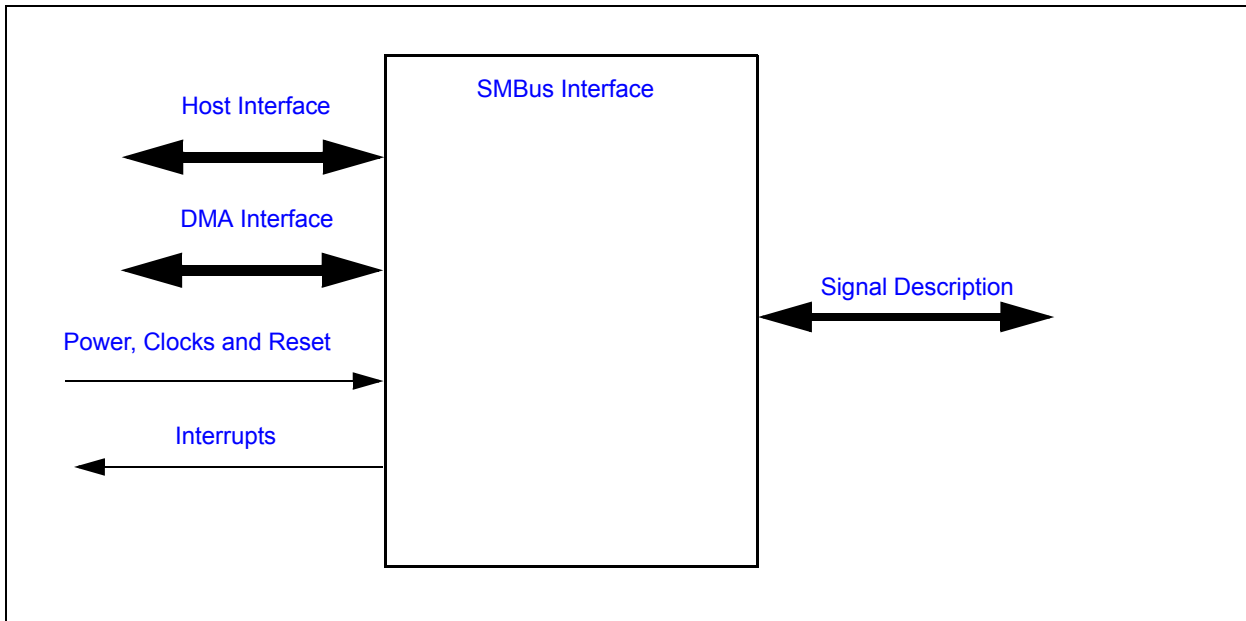 SMBus Interface
Host Interface
DMA Interface
Signal Description
Power, Clocks and Reset
Interrupts